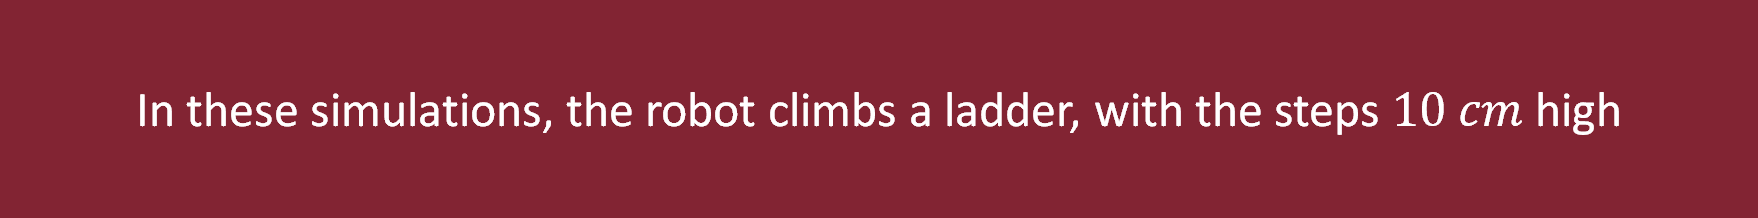 In these simulations, the robot climbs a ladder, with the steps 10 cm high